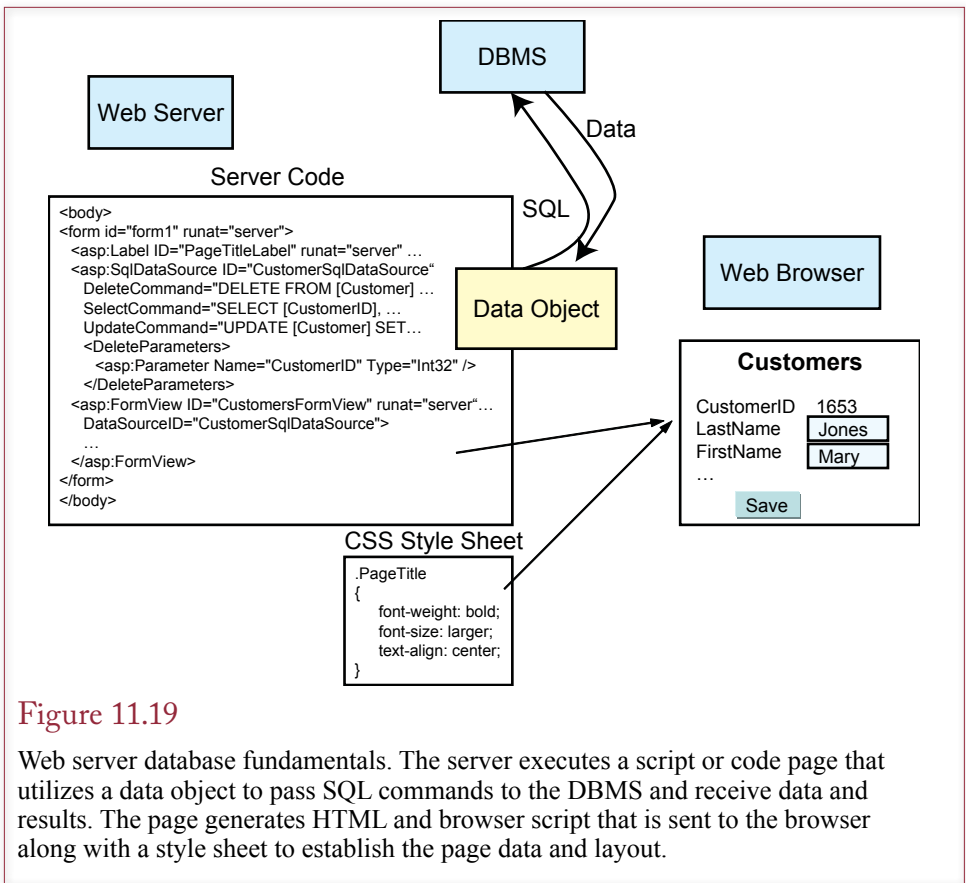 DBMS
Web Server
Data
Server Code
SQL
<body>
<form id="form1" runat="server">
<asp:Label ID="PageTitleLabel" runat="server" …
<asp:SqlDataSource ID="CustomerSqlDataSource“
DeleteCommand="DELETE FROM [Customer] …
SelectCommand="SELECT [CustomerID], …
UpdateCommand="UPDATE [Customer] SET…
<DeleteParameters>
<asp:Parameter Name="CustomerID" Type="Int32" />
</DeleteParameters>
<asp:FormView ID="CustomersFormView" runat="server“…
DataSourceID="CustomerSqlDataSource">
…
</asp:FormView>
</form>
</body>
Data Object
Web Browser
Customers
CustomerID 1653
LastName Jones
FirstName Mary
…
Save
CSS Style Sheet
.PageTitle
{
font-weight: bold;
font-size: larger;
text-align: center;
}
Figure 11.19
Web server database fundamentals. The server executes a script or code page that
utilizes a data object to pass SQL commands to the DBMS and receive data and
results. The page generates HTML and browser script that is sent to the browser
along with a style sheet to establish the page data and layout.